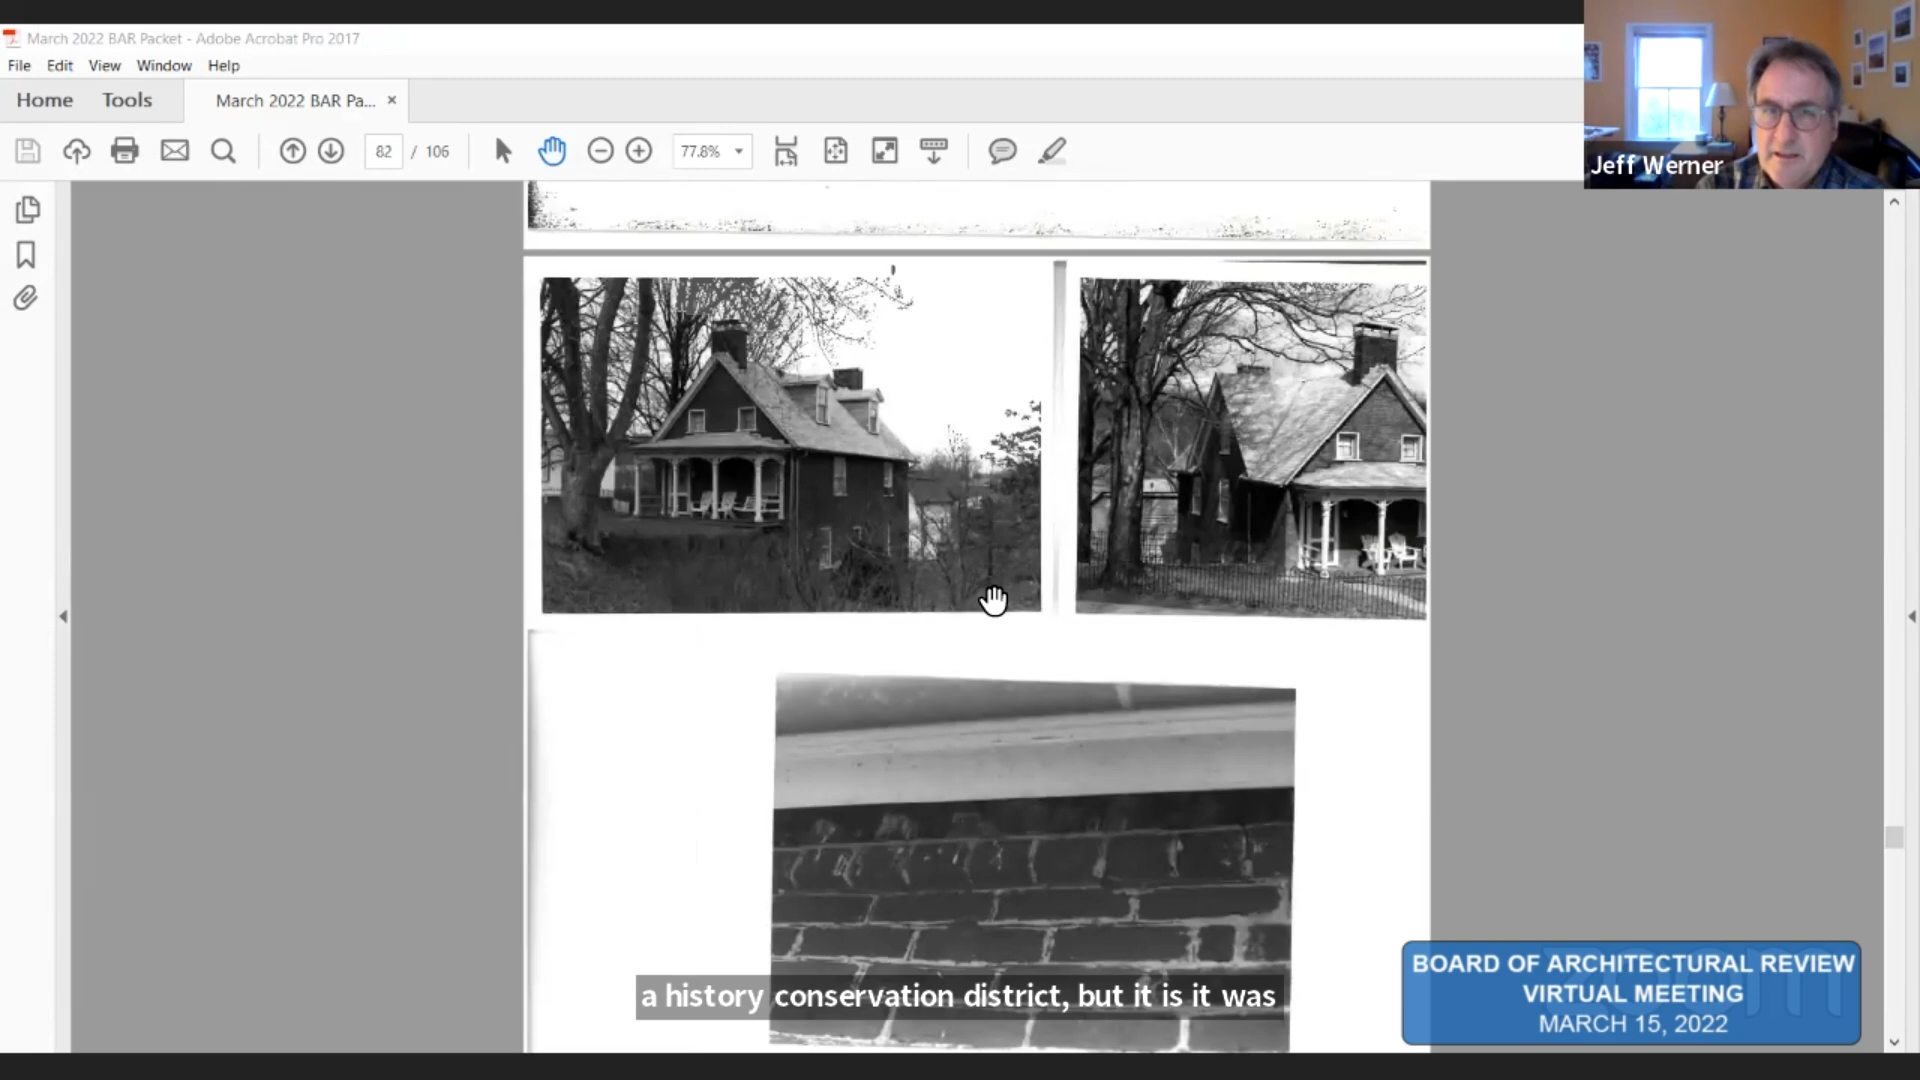 March 2022 BAR Packet - Adobe Acrobat Pro 2017
File Edit View Window Help
Home Tools March 2022 BAR Pa... ×
82 / 106 77.8%
Jeff Werner
a history conservation district, but it is it was
BOARD OF ARCHITECTURAL REVIEW
VIRTUAL MEETING
MARCH 15, 2022